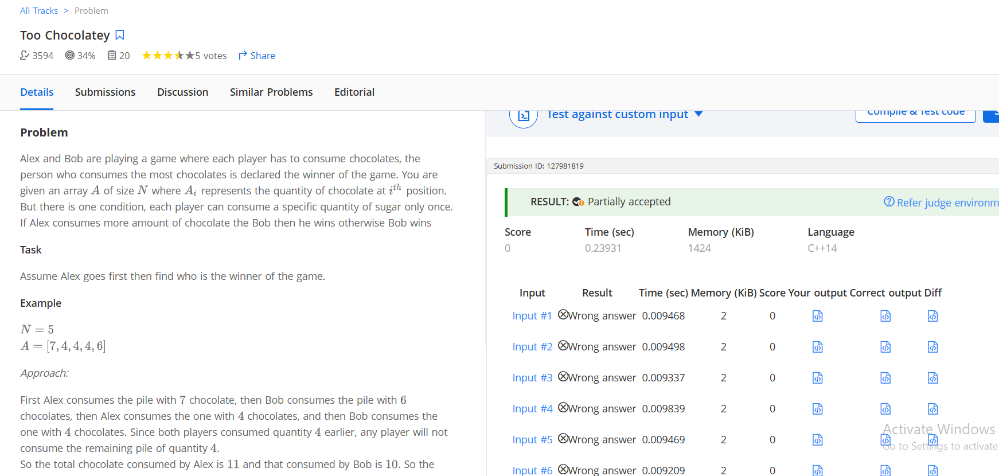 All Tracks > Problem
Too Chocolatey
3594 34% 20 5 votes Share
Details Submissions Discussion Similar Problems Editorial
Problem
Alex and Bob are playing a game where each player has to consume chocolates, the
person who consumes the most chocolates is declared the winner of the game. You are
given an array A of size N where A_i represents the quantity of chocolate at i^th position.
But there is one condition, each player can consume a specific quantity of sugar only once.
If Alex consumes more amount of chocolate the Bob then he wins otherwise Bob wins
Task
Assume Alex goes first then find who is the winner of the game.
Example
N = 5
A = [7, 4, 4, 4, 6]
Approach:
First Alex consumes the pile with 7 chocolate, then Bob consumes the pile with 6
chocolates, then Alex consumes the one with 4 chocolates, and then Bob consumes the
one with 4 chocolates. Since both players consumed quantity 4 earlier, any player will not
consume the remaining pile of quantity 4.
So the total chocolate consumed by Alex is 11 and that consumed by Bob is 10. So the
Test against custom input
Compile & Test code
Submission ID: 127981819
RESULT: Partially accepted
Refer judge environm
Score Time (sec) Memory (KiB) Language
0 0.23931 1424 C++14
Input Result Time (sec) Memory (KiB) Score Your output Correct output Diff
Input #1 Wrong answer 0.009468 2 0
Input #2 Wrong answer 0.009498 2 0
Input #3 Wrong answer 0.009337 2 0
Input #4 Wrong answer 0.009839 2 0
Input #5 Wrong answer 0.009469 2 0
Input #6 Wrong answer 0.009209 2 0
Activate Windows
Go to Settings to activate